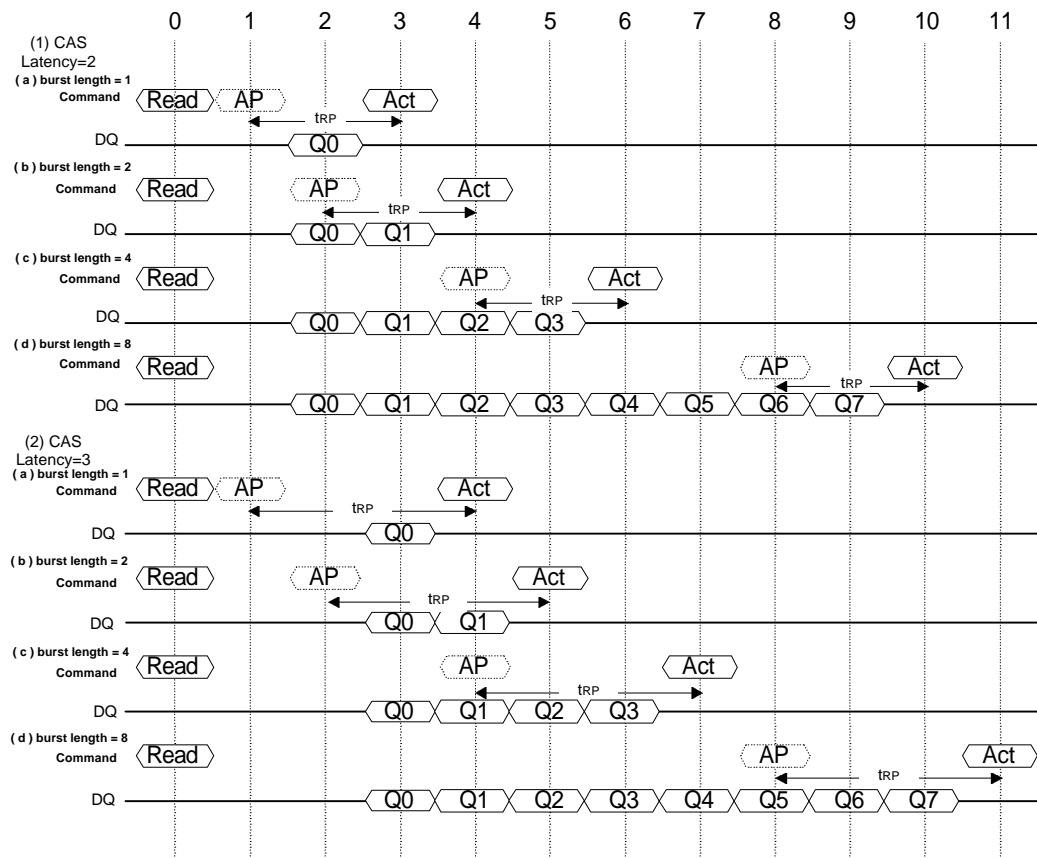 0 1 2 3 4 5 6 7 8 9 10 11
(1) CAS
Latency=2
( a ) burst length = 1
Command Read AP Act
tRP
DQ Q0
( b ) burst length = 2
Command Read AP Act
tRP
DQ Q0 Q1
( c ) burst length = 4
Command Read AP Act
tRP
DQ Q0 Q1 Q2 Q3
( d ) burst length = 8
Command Read AP Act
tRP
DQ Q0 Q1 Q2 Q3 Q4 Q5 Q6 Q7
(2) CAS
Latency=3
( a ) burst length = 1
Command Read AP Act
tRP
DQ Q0
( b ) burst length = 2
Command Read AP Act
tRP
DQ Q0 Q1
( c ) burst length = 4
Command Read AP Act
tRP
DQ Q0 Q1 Q2 Q3
( d ) burst length = 8
Command Read AP Act
tRP
DQ Q0 Q1 Q2 Q3 Q4 Q5 Q6 Q7